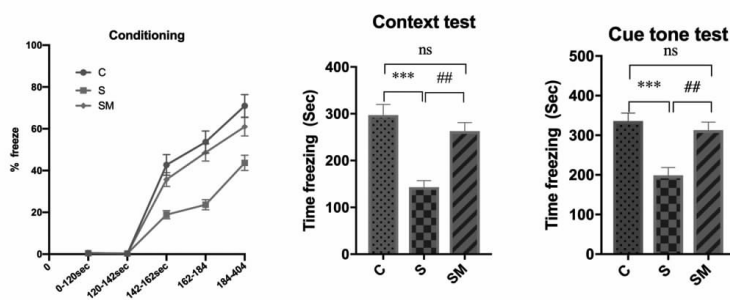 Conditioning
% freeze
100
80
60
40
20
0
C
S
SM
0
0-120sec
120-142sec
142-162sec
162-184
184-404
Context test
Time freezing (Sec)
400
300
200
100
0
ns
*** ##
C S SM
Cue tone test
Time freezing (Sec)
500
400
300
200
100
0
ns
*** ##
C S SM